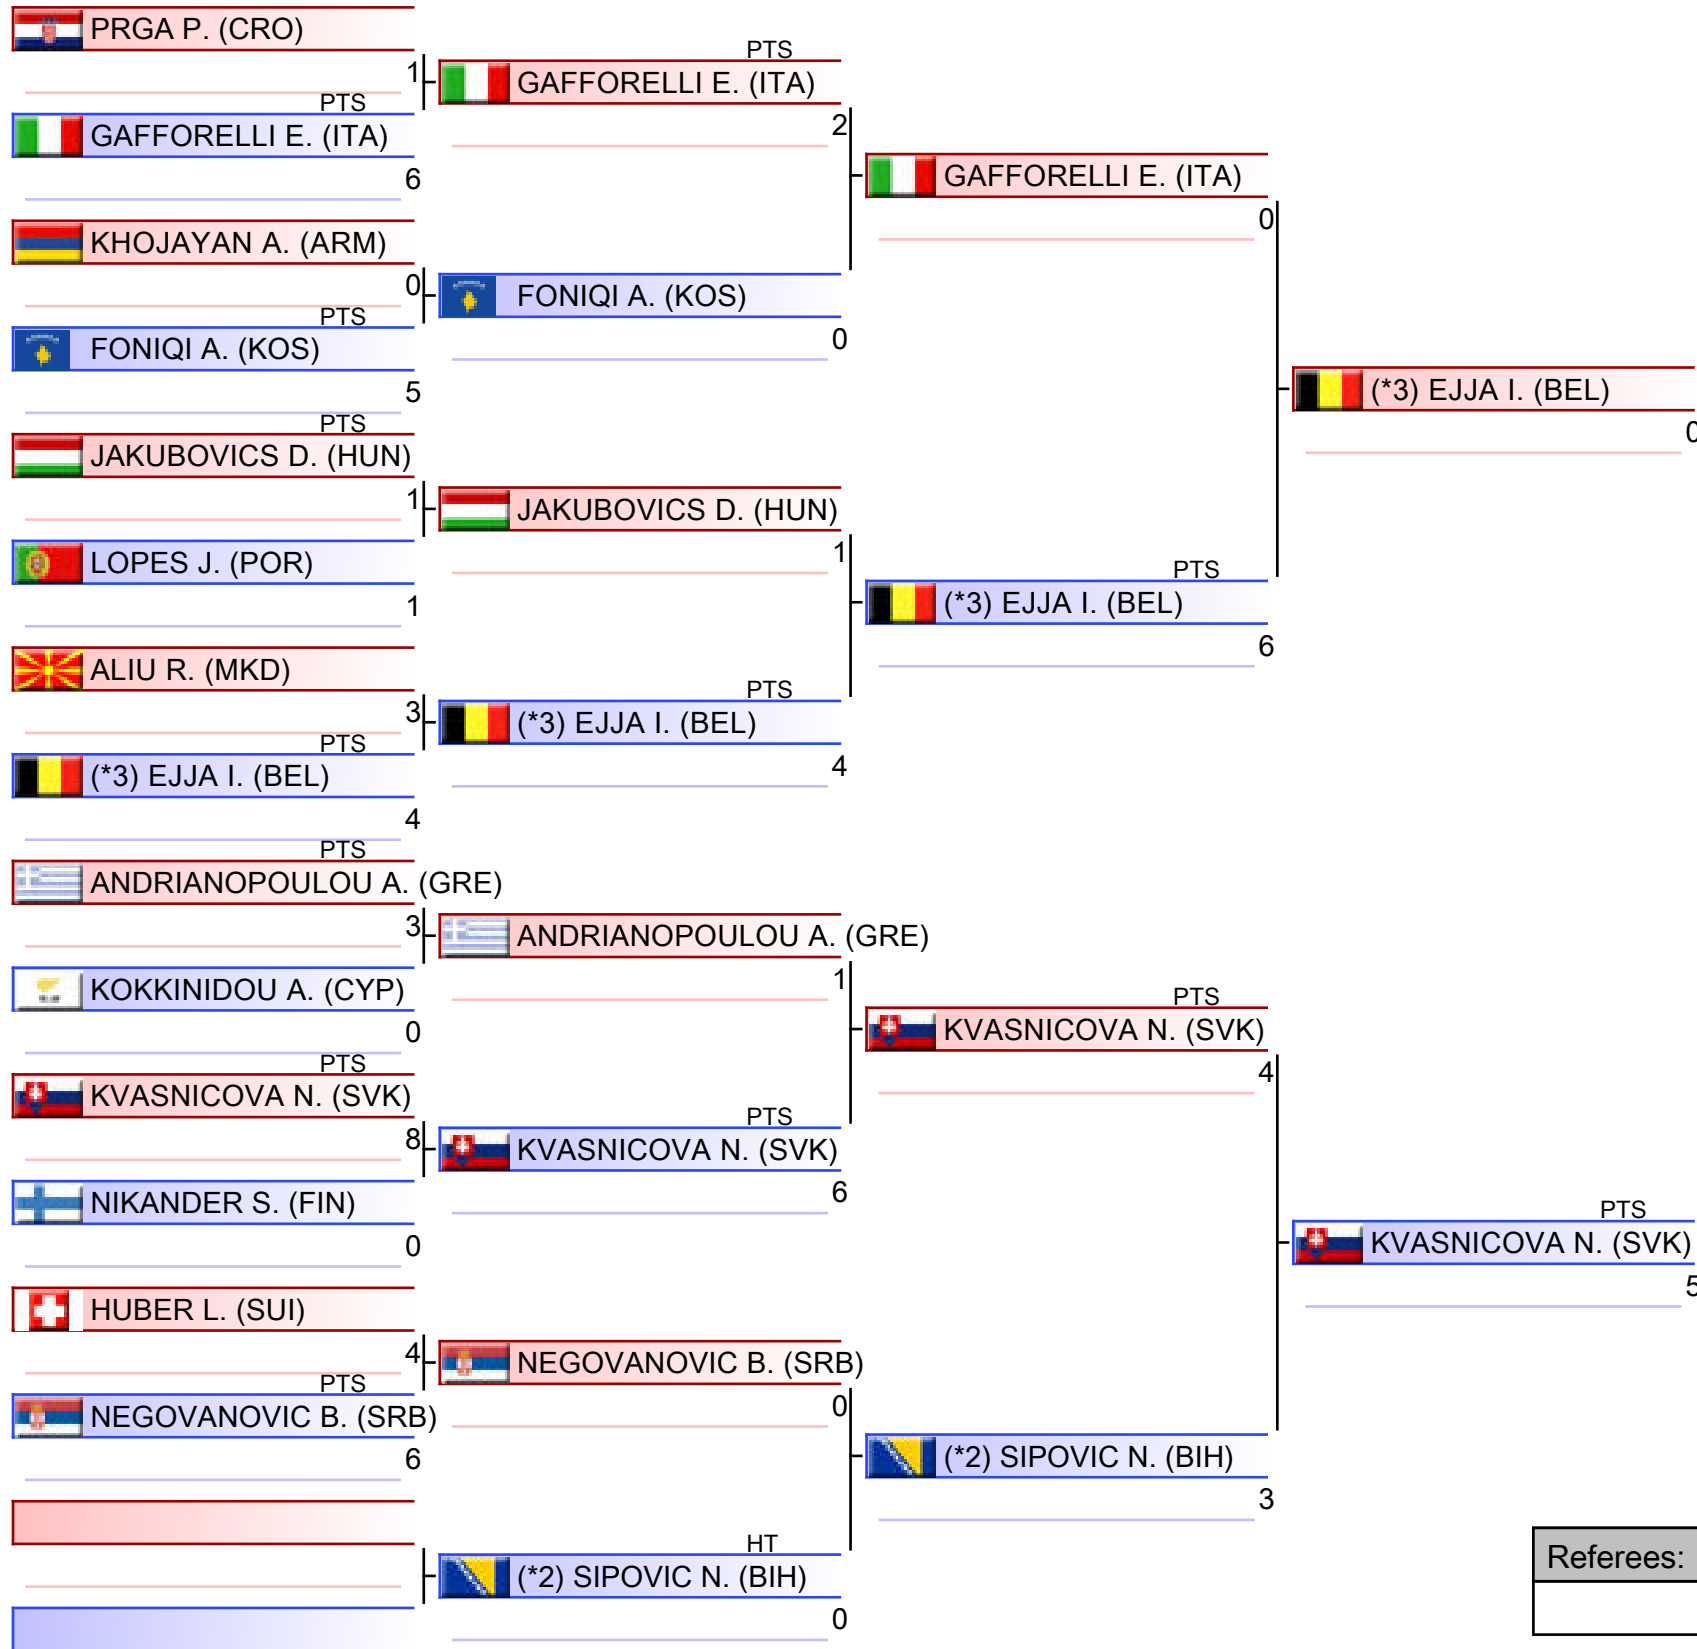 PRGA P. (CRO)
1
PTS
GAFFORELLI E. (ITA)
6
KHOJAYAN A. (ARM)
0
PTS
FONIQI A. (KOS)
5
PTS
JAKUBOVICS D. (HUN)
1
LOPES J. (POR)
1
ALIU R. (MKD)
3
PTS
(*3) EJJA I. (BEL)
4
PTS
ANDRIANOPOULOU A. (GRE)
3
KOKKINIDOU A. (CYP)
0
PTS
KVASNICOVA N. (SVK)
8
NIKANDER S. (FIN)
0
HUBER L. (SUI)
4
PTS
NEGOVANOVIC B. (SRB)
6
PTS
GAFFORELLI E. (ITA)
2
FONIQI A. (KOS)
0
JAKUBOVICS D. (HUN)
1
PTS
(*3) EJJA I. (BEL)
4
ANDRIANOPOULOU A. (GRE)
1
PTS
KVASNICOVA N. (SVK)
6
NEGOVANOVIC B. (SRB)
0
HT
(*2) SIPOVIC N. (BIH)
0
GAFFORELLI E. (ITA)
0
PTS
(*3) EJJA I. (BEL)
6
PTS
KVASNICOVA N. (SVK)
4
(*2) SIPOVIC N. (BIH)
3
(*3) EJJA I. (BEL)
0
PTS
KVASNICOVA N. (SVK)
5
Referees: